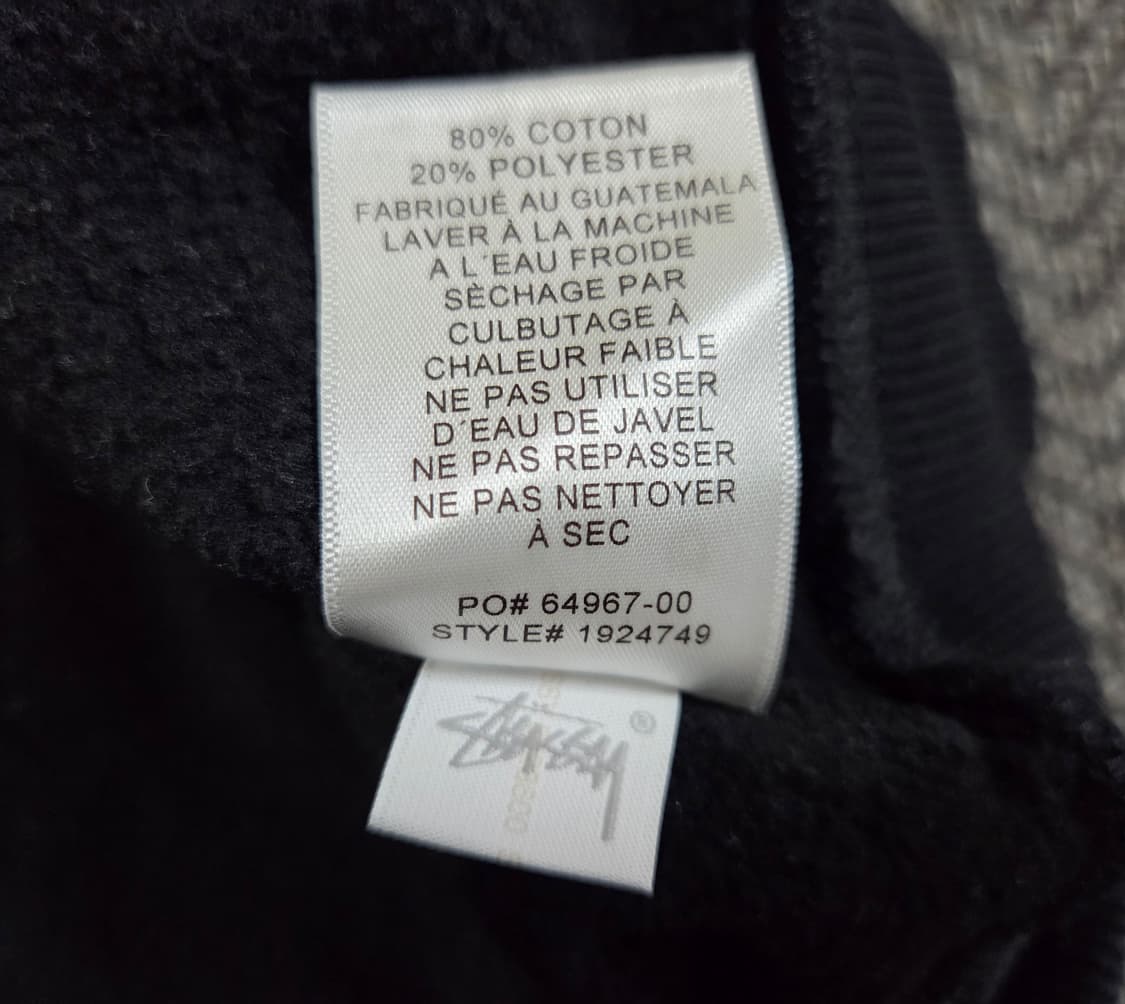 80% COTON
20% POLYESTER
FABRIQUÉ AU GUATEMALA
LAVER À LA MACHINE
A L´EAU FROIDE
SÈCHAGE PAR
CULBUTAGE À
CHALEUR FAIBLE
NE PAS UTILISER
D´EAU DE JAVEL
NE PAS REPASSER
NE PAS NETTOYER
À SEC
PO# 64967-00
STYLE# 1924749
Stüssy ®